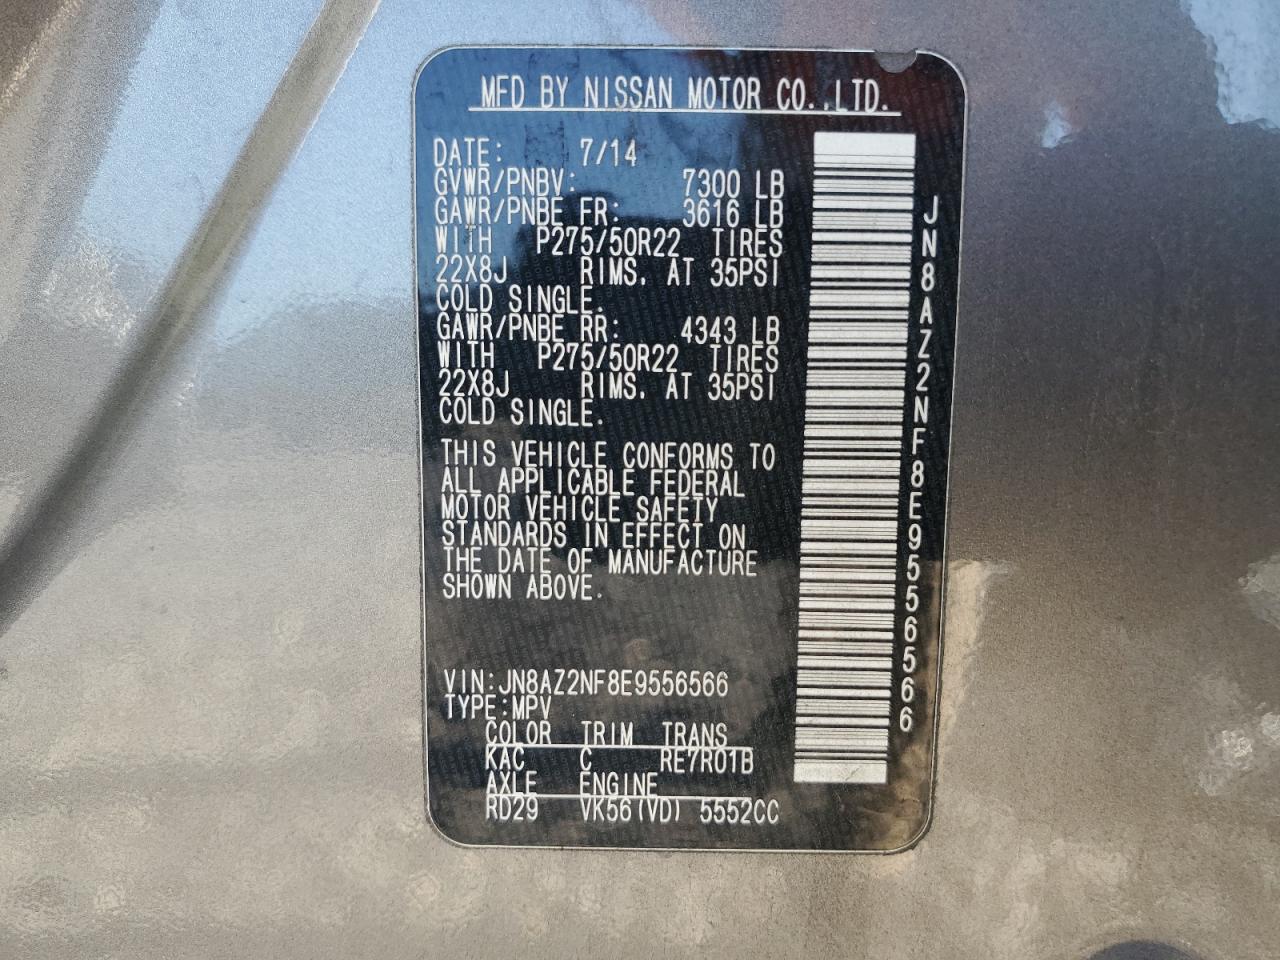 MFD BY NISSAN MOTOR CO.,LTD.
DATE: 7/14
GVWR/PNBV: 7300 LB
GAWR/PNBE FR: 3616 LB
WITH P275/50R22 TIRES
22X8J RIMS. AT 35PSI
COLD SINGLE.
GAWR/PNBE RR: 4343 LB
WITH P275/50R22 TIRES
22X8J RIMS. AT 35PSI
COLD SINGLE.
THIS VEHICLE CONFORMS TO
ALL APPLICABLE FEDERAL
MOTOR VEHICLE SAFETY
STANDARDS IN EFFECT ON
THE DATE OF MANUFACTURE
SHOWN ABOVE.
VIN:JN8AZ2NF8E9556566
TYPE:MPV
COLOR TRIM TRANS
KAC C RE7R01B
AXLE ENGINE
RD29 VK56(VD) 5552CC
JN8AZ2NF8E9556566